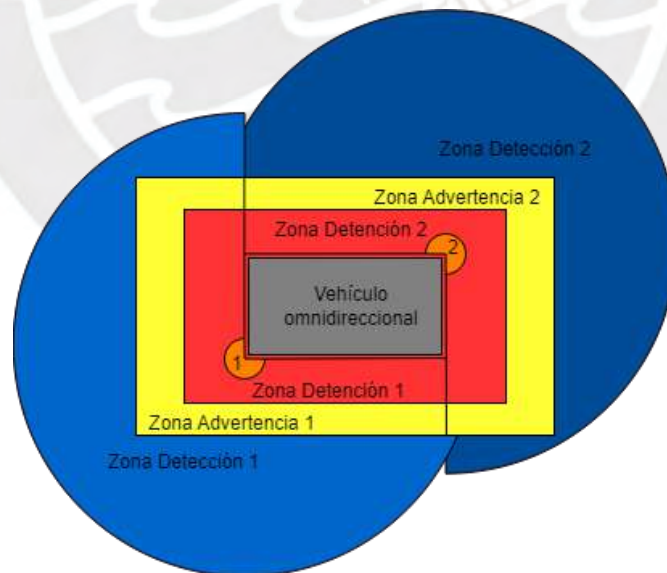 Zona Detección 2
Zona Advertencia 2
Zona Detención 2
2
Vehículo
omnidireccional
1
Zona Detención 1
Zona Advertencia 1
Zona Detección 1